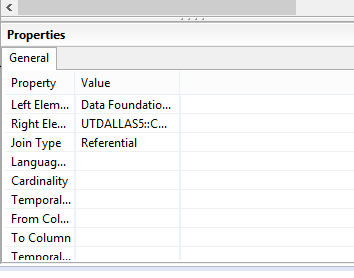 Properties
General
Property Value
Left Elem... Data Foundatio...
Right Ele... UTDALLAS5::C...
Join Type Referential
Languag...
Cardinality
Temporal...
From Col...
To Column
Temporal...